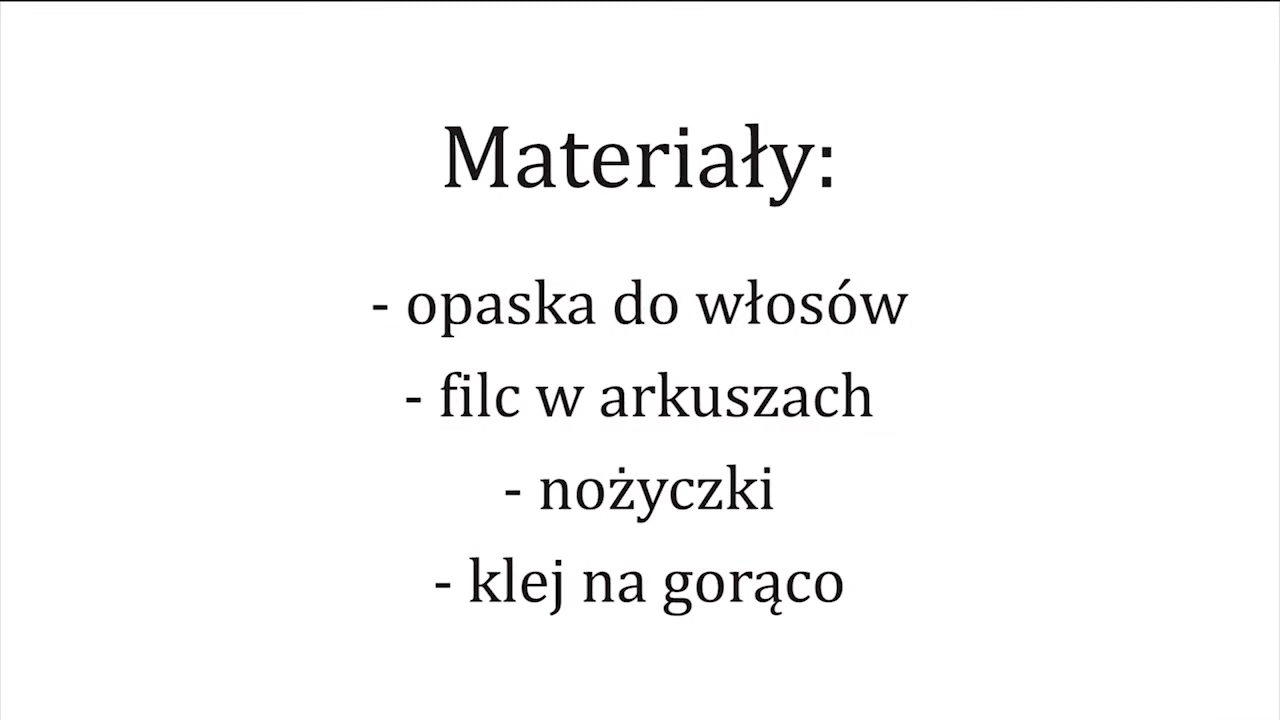 Materiały:
- opaska do włosów
- filc w arkuszach
- nożyczki
- klej na gorąco